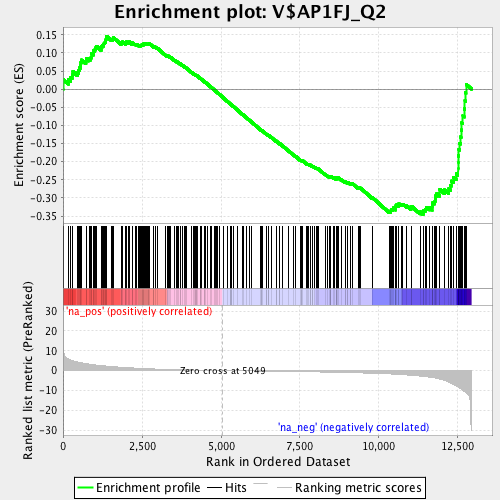 Enrichment plot: V$AP1FJ_Q2
Enrichment score (ES)
0.15
0.10
0.05
0.00
-0.05
-0.10
-0.15
-0.20
-0.25
-0.30
-0.35
'na_pos' (positively correlated)
Ranked list metric (PreRanked)
30
20
10
0
-10
-20
-30
Zero cross at 5049
'na_neg' (negatively correlated)
0
2,500
5,000
7,500
10,000
12,500
Rank in Ordered Dataset
Enrichment profile
Hits
Ranking metric scores